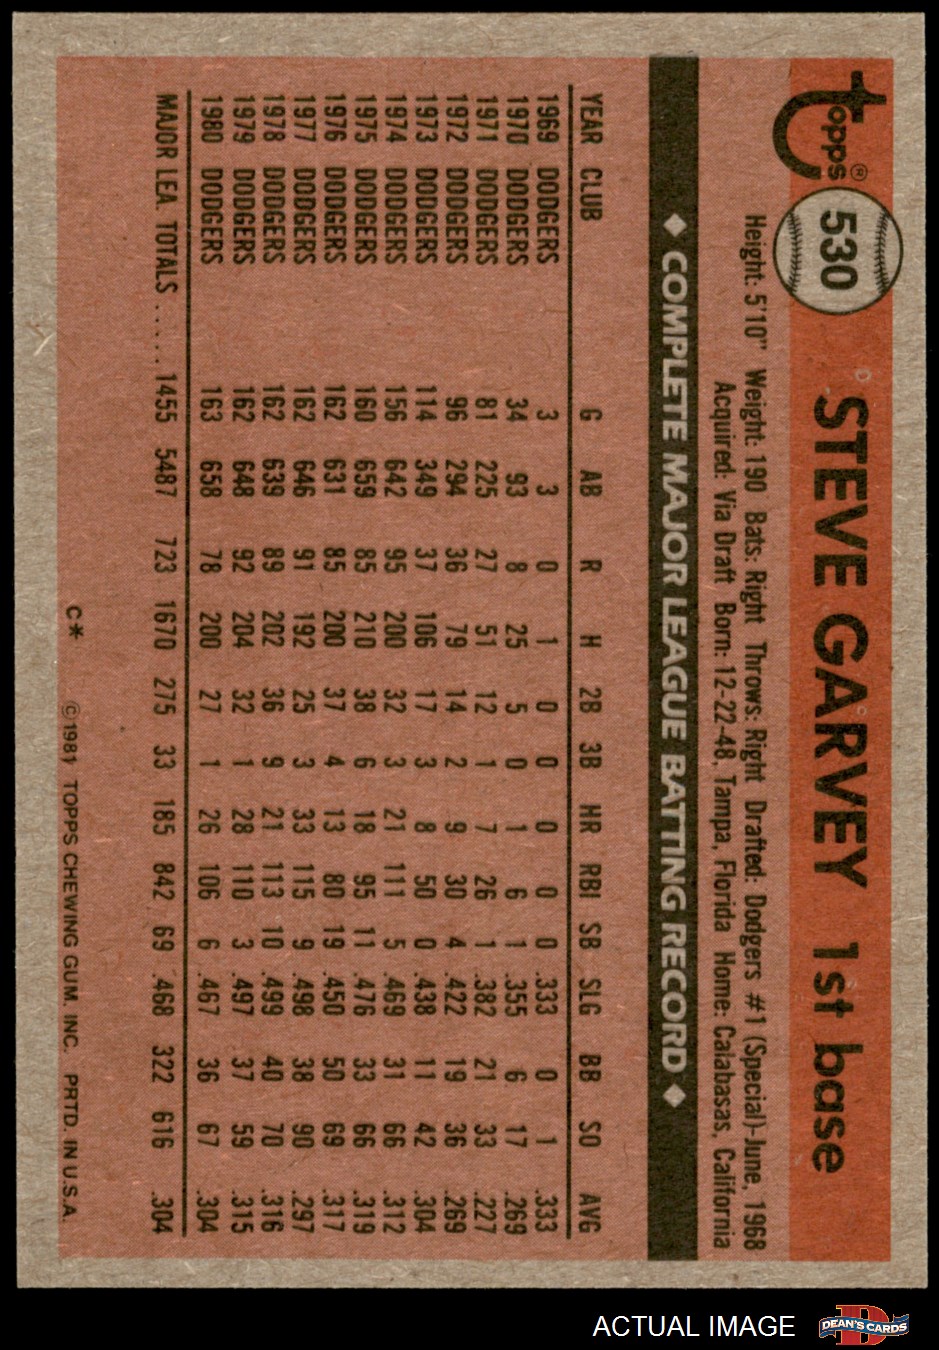 topps®
530 STEVE GARVEY 1st base
Height: 5'10" Weight: 190 Bats: Right Throws: Right Drafted: Dodgers #1 (Special)-June, 1968
Acquired: Via Draft Born: 12-22-48, Tampa, Florida Home: Calabasas, California
◆ COMPLETE MAJOR LEAGUE BATTING RECORD ◆
YEAR CLUB G AB R H 2B 3B HR RBI SB SLG BB SO AVG
1969 DODGERS 3 3 0 1 0 0 0 0 0 .333 0 1 .333
1970 DODGERS 34 93 8 25 5 0 1 6 1 .355 6 17 .269
1971 DODGERS 81 225 27 51 12 1 7 26 1 .382 21 33 .227
1972 DODGERS 96 294 36 79 14 2 9 30 4 .422 19 36 .269
1973 DODGERS 114 349 37 106 17 3 8 50 0 .438 11 42 .304
1974 DODGERS 156 642 95 200 32 3 21 111 5 .469 31 66 .312
1975 DODGERS 160 659 85 210 38 6 18 95 11 .476 33 66 .319
1976 DODGERS 162 631 85 200 37 4 13 80 19 .450 50 69 .317
1977 DODGERS 162 646 91 192 25 3 33 115 9 .498 38 90 .297
1978 DODGERS 162 639 89 202 36 9 21 113 10 .499 40 70 .316
1979 DODGERS 162 648 92 204 32 1 28 110 3 .497 37 59 .315
1980 DODGERS 163 658 78 200 27 1 26 106 6 .467 36 67 .304
MAJOR LEA. TOTALS ..... 1455 5487 723 1670 275 33 185 842 69 .468 322 616 .304
C* ©1981 TOPPS CHEWING GUM. INC. PRTD. IN U.S.A.
ACTUAL IMAGE DEAN'S CARDS